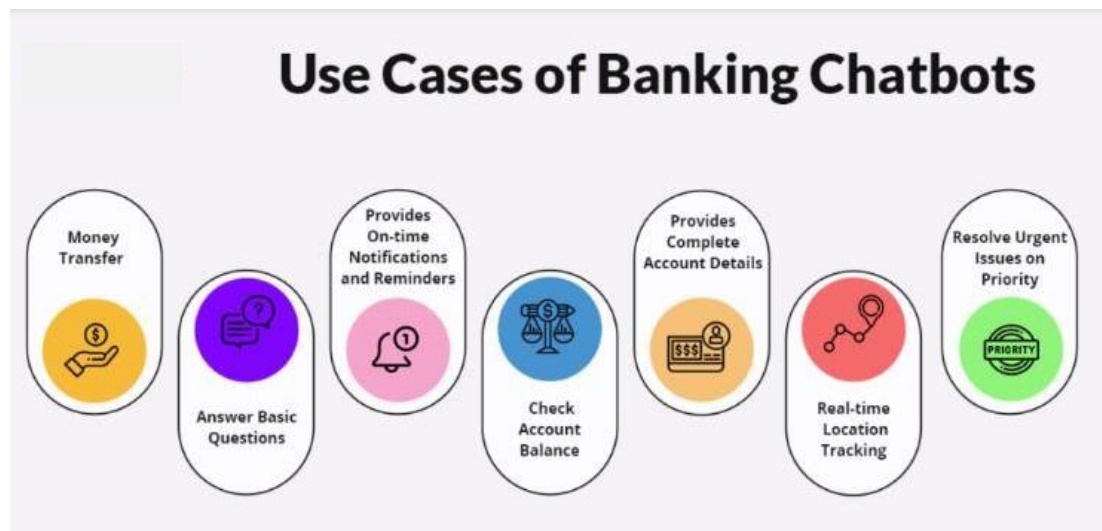 Use Cases of Banking Chatbots
Money
Transfer
$
?
Answer Basic
Questions
Provides
On-time
Notifications
and Reminders
1
$
Check
Account
Balance
Provides
Complete
Account Details
$$$
Real-time
Location
Tracking
Resolve Urgent
Issues on
Priority
PRIORITY